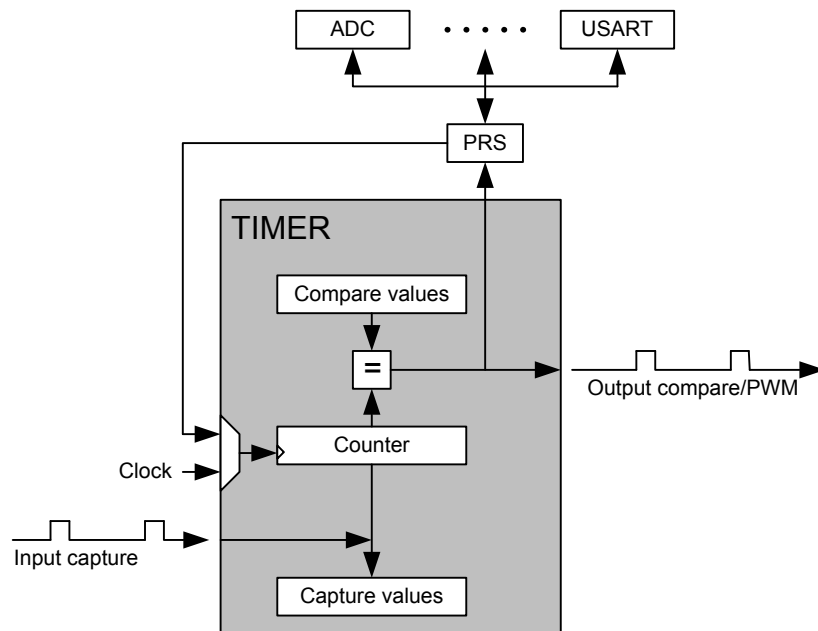 ADC
USART
PRS
TIMER
Compare values
=
Output compare/PWM
Counter
Clock
Input capture
Capture values